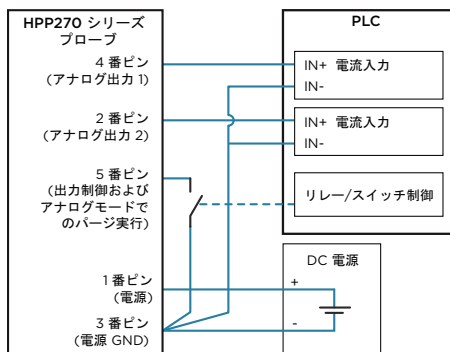 HPP270 シリーズ
プローブ
4 番ピン
(アナログ出力 1)
2 番ピン
(アナログ出力 2)
5 番ピン
(出力制御および
アナログモードで
のパージ実行)
1 番ピン
(電源)
3 番ピン
(電源 GND)
PLC
IN+ 電流入力
IN-
IN+ 電流入力
IN-
リレー/スイッチ制御
DC 電源
+
-